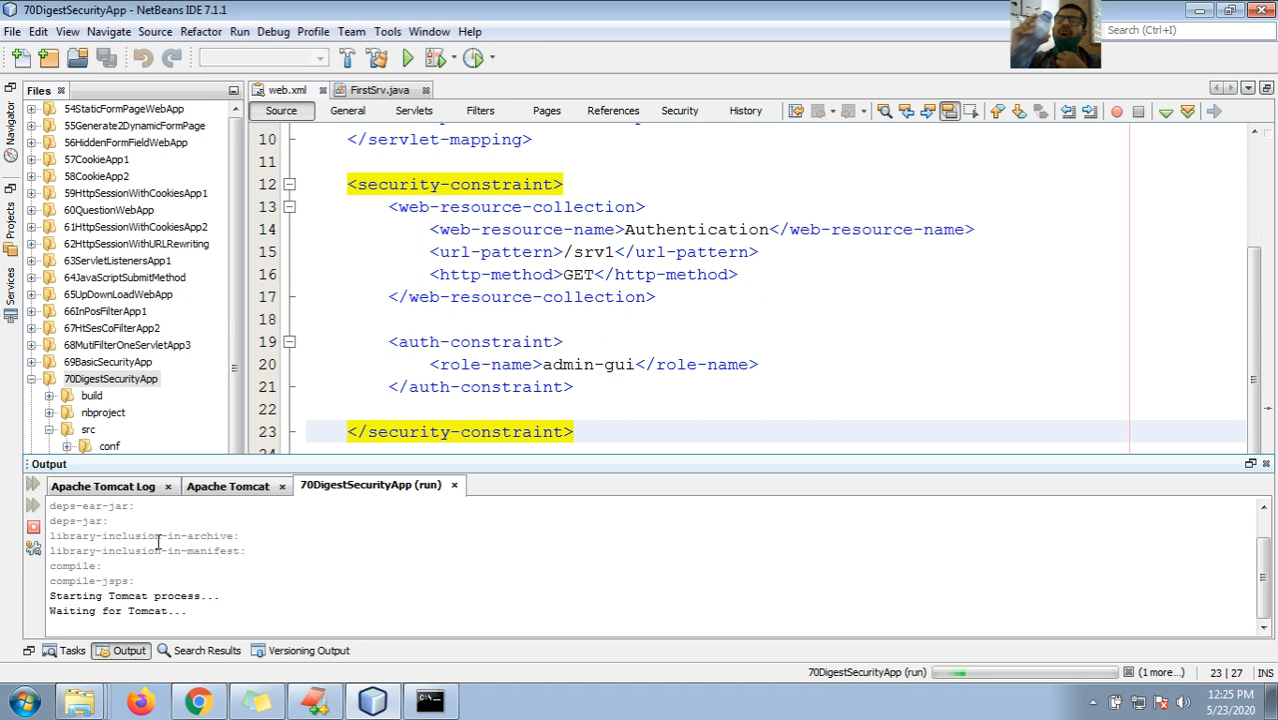 70DigestSecurityApp - NetBeans IDE 7.1.1
File Edit View Navigate Source Refactor Run Debug Profile Team Tools Window Help
Search (Ctrl+I)
Files
web.xml
FirstSrv.java
Source General Servlets Filters Pages References Security History
Navigator
Projects
Services
54StaticFormPageWebApp
55Generate2DynamicFormPage
56HiddenFormFieldWebApp
57CookieApp1
58CookieApp2
59HttpSessionWithCookiesApp1
60QuestionWebApp
61HttpSessionWithCookiesApp2
62HttpSessionWithURLRewriting
63ServletListenersApp1
64JavaScriptSubmitMethod
65UpDownLoadWebApp
66InPosFilterApp1
67HtSesCoFilterApp2
68MutiFilterOneServletApp3
69BasicSecurityApp
70DigestSecurityApp
build
nbproject
src
conf
10 </servlet-mapping>
11
12 <security-constraint>
13 <web-resource-collection>
14 <web-resource-name>Authentication</web-resource-name>
15 <url-pattern>/srv1</url-pattern>
16 <http-method>GET</http-method>
17 </web-resource-collection>
18
19 <auth-constraint>
20 <role-name>admin-gui</role-name>
21 </auth-constraint>
22
23 </security-constraint>
Output
Apache Tomcat Log Apache Tomcat 70DigestSecurityApp (run)
deps-ear-jar:
deps-jar:
library-inclusion-in-archive:
library-inclusion-in-manifest:
compile:
compile-jsps:
Starting Tomcat process...
Waiting for Tomcat...
Tasks Output Search Results Versioning Output
70DigestSecurityApp (run) (1 more...) 23 | 27 INS
12:25 PM
5/23/2020